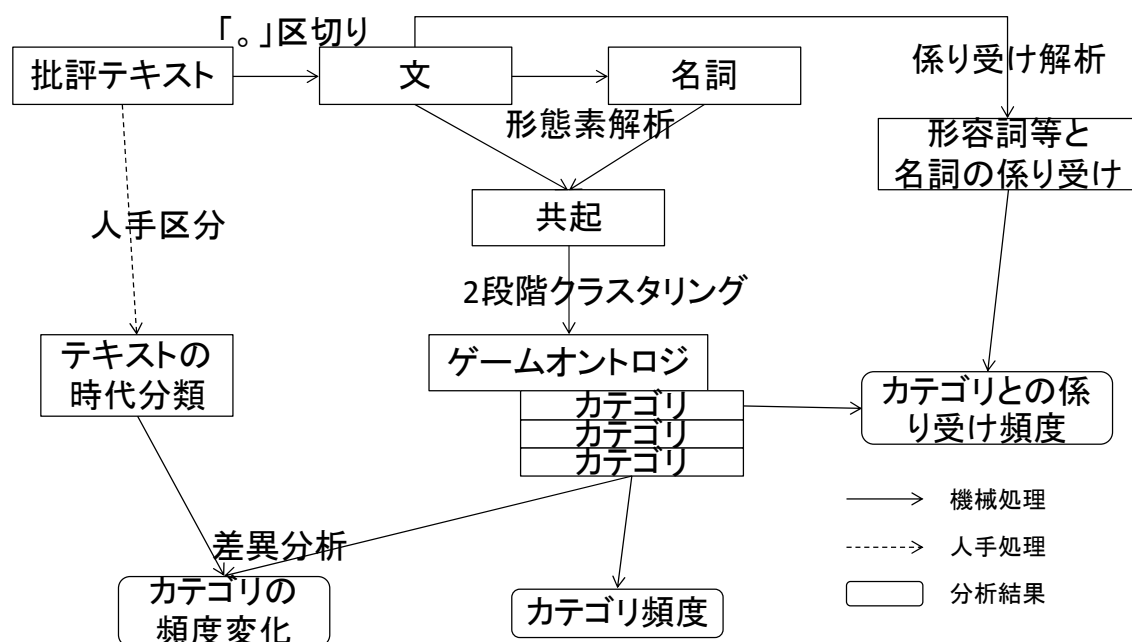 「。」区切り
批評テキスト
文
名詞
係り受け解析
形態素解析
形容詞等と
名詞の係り受け
人手区分
共起
2段階クラスタリング
テキストの
時代分類
ゲームオントロジ
カテゴリ
カテゴリ
カテゴリ
カテゴリとの係
り受け頻度
機械処理
人手処理
分析結果
差異分析
カテゴリの
頻度変化
カテゴリ頻度